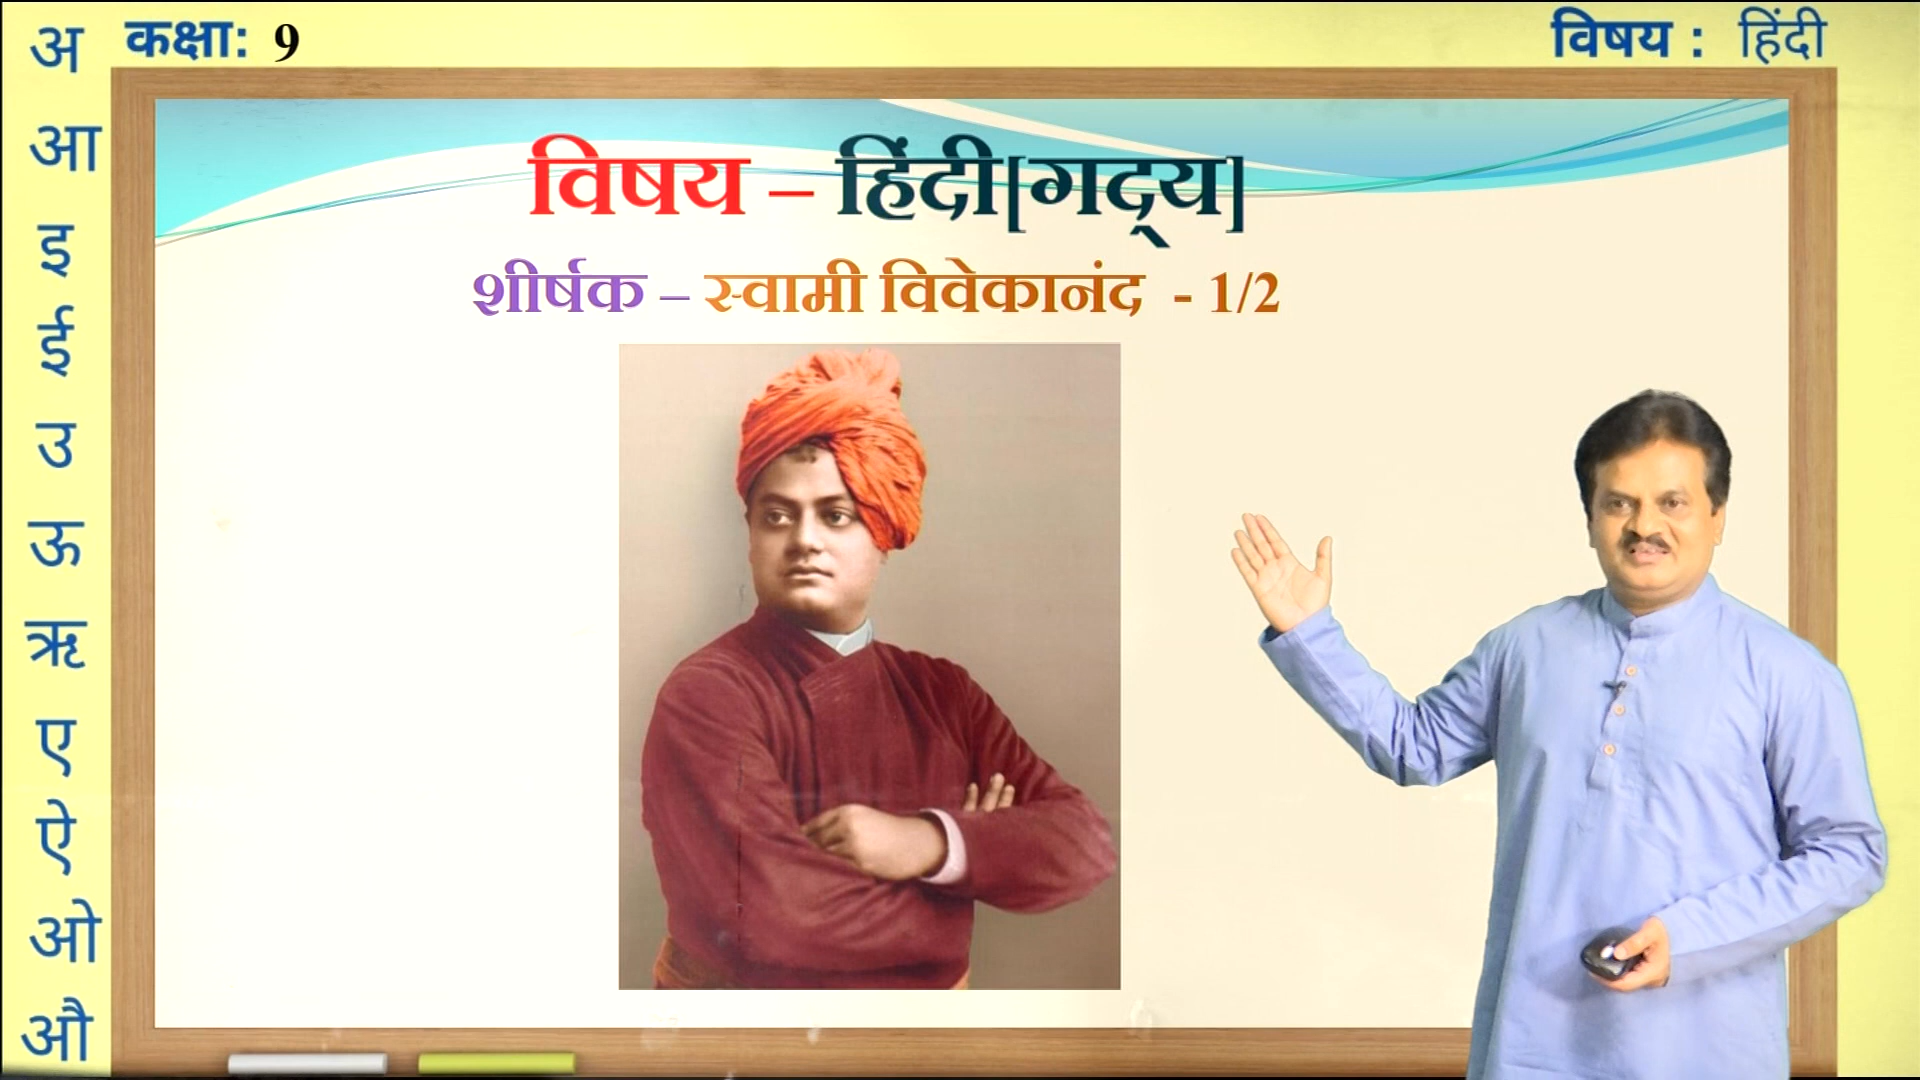 कक्षा: 9
विषय : हिंदी
विषय – हिंदी[गद्‌य]
शीर्षक – स्वामी विवेकानंद - 1/2
अ
आ
इ
ई
उ
ऊ
ऋ
ए
ऐ
ओ
औ